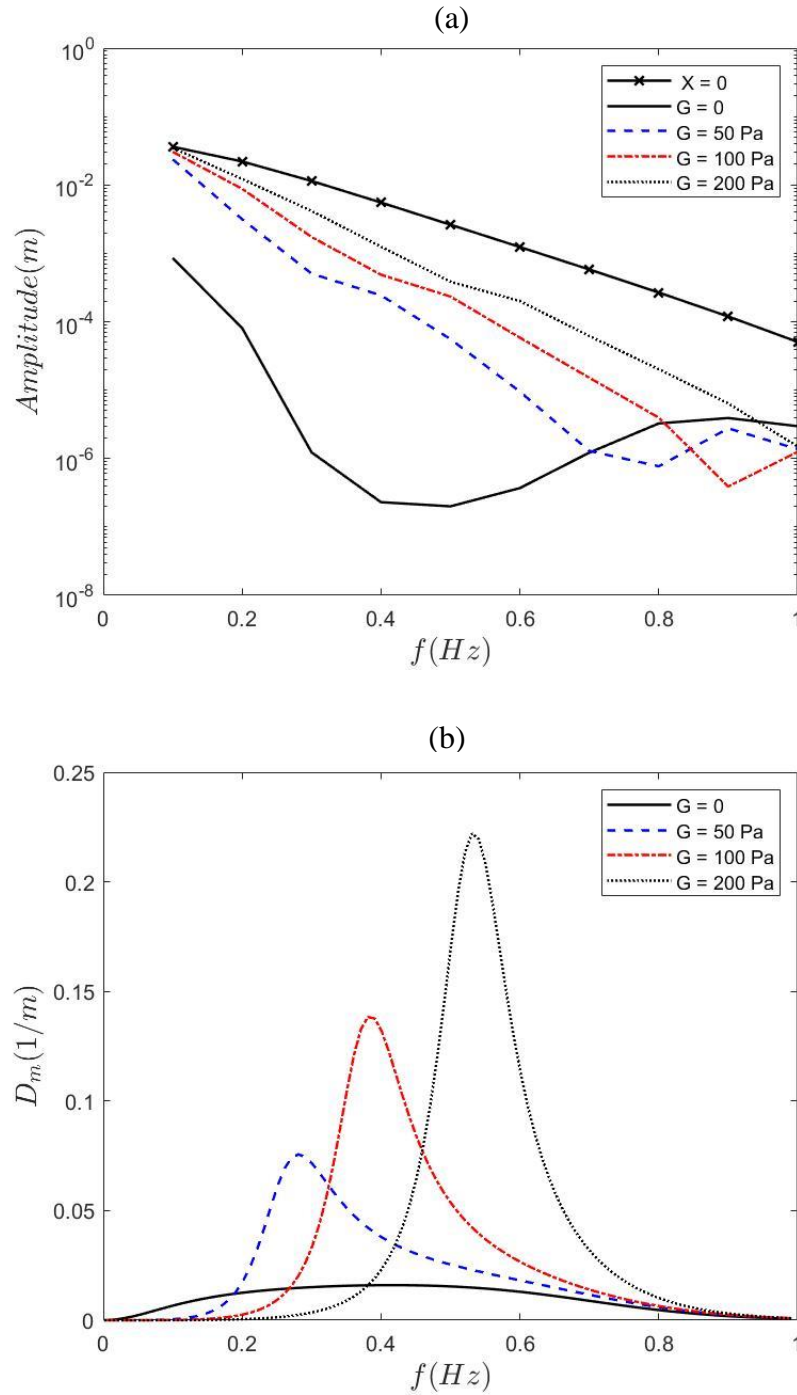 (a)
10^0
10^-2
10^-4
10^-6
10^-8
Amplitude(m)
X = 0
G = 0
G = 50 Pa
G = 100 Pa
G = 200 Pa
0 0.2 0.4 0.6 0.8 1
f(Hz)
(b)
0.25
0.2
0.15
0.1
0.05
0
D_m(1/m)
G = 0
G = 50 Pa
G = 100 Pa
G = 200 Pa
0 0.2 0.4 0.6 0.8 1
f(Hz)